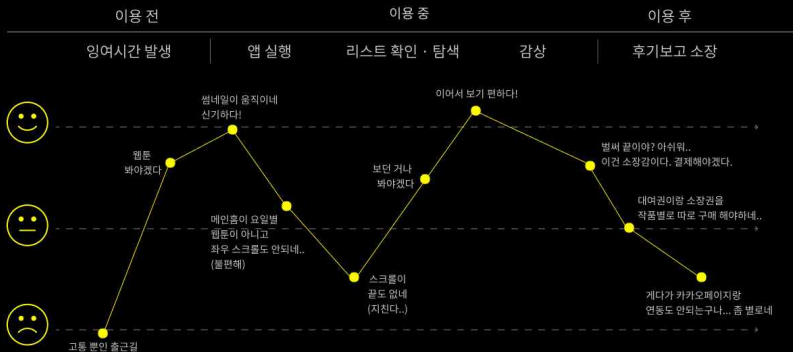 이용 전
이용 중
이용 후
잉여시간 발생
앱 실행
리스트 확인 · 탐색
감상
후기보고 소장
썸네일이 움직이네
신기하다!
이어서 보기 편하다!
웹툰
봐야겠다
보던 거나
봐야겠다
벌써 끝이야? 아쉬워..
이건 소장감이다. 결제해야겠다.
메인홈이 요일별
웹툰이 아니고
좌우 스크롤도 안되네..
(불편해)
대여권이랑 소장권을
작품별로 따로 구매 해야하네..
스크롤이
끝도 없네
(지친다..)
게다가 카카오페이지랑
연동도 안되는구나... 좀 별로네
고통 뿐인 출근길